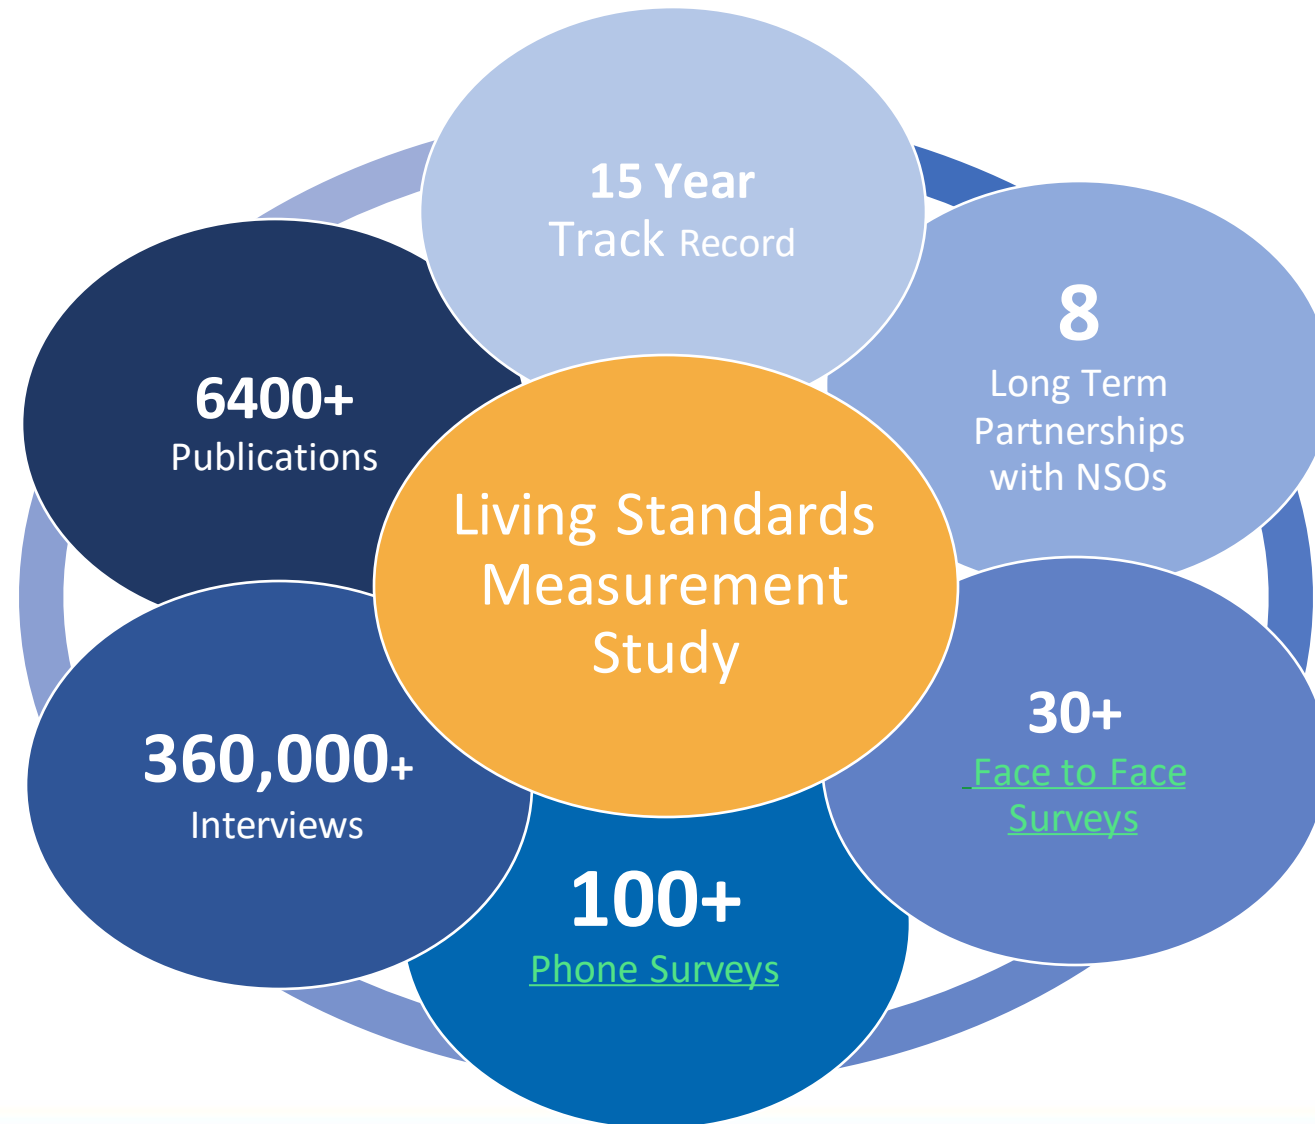 15 Year
Track Record
8
Long Term
Partnerships
with NSOs
30+
Face to Face
Surveys
100+
Phone Surveys
360,000+
Interviews
6400+
Publications
Living Standards
Measurement
Study